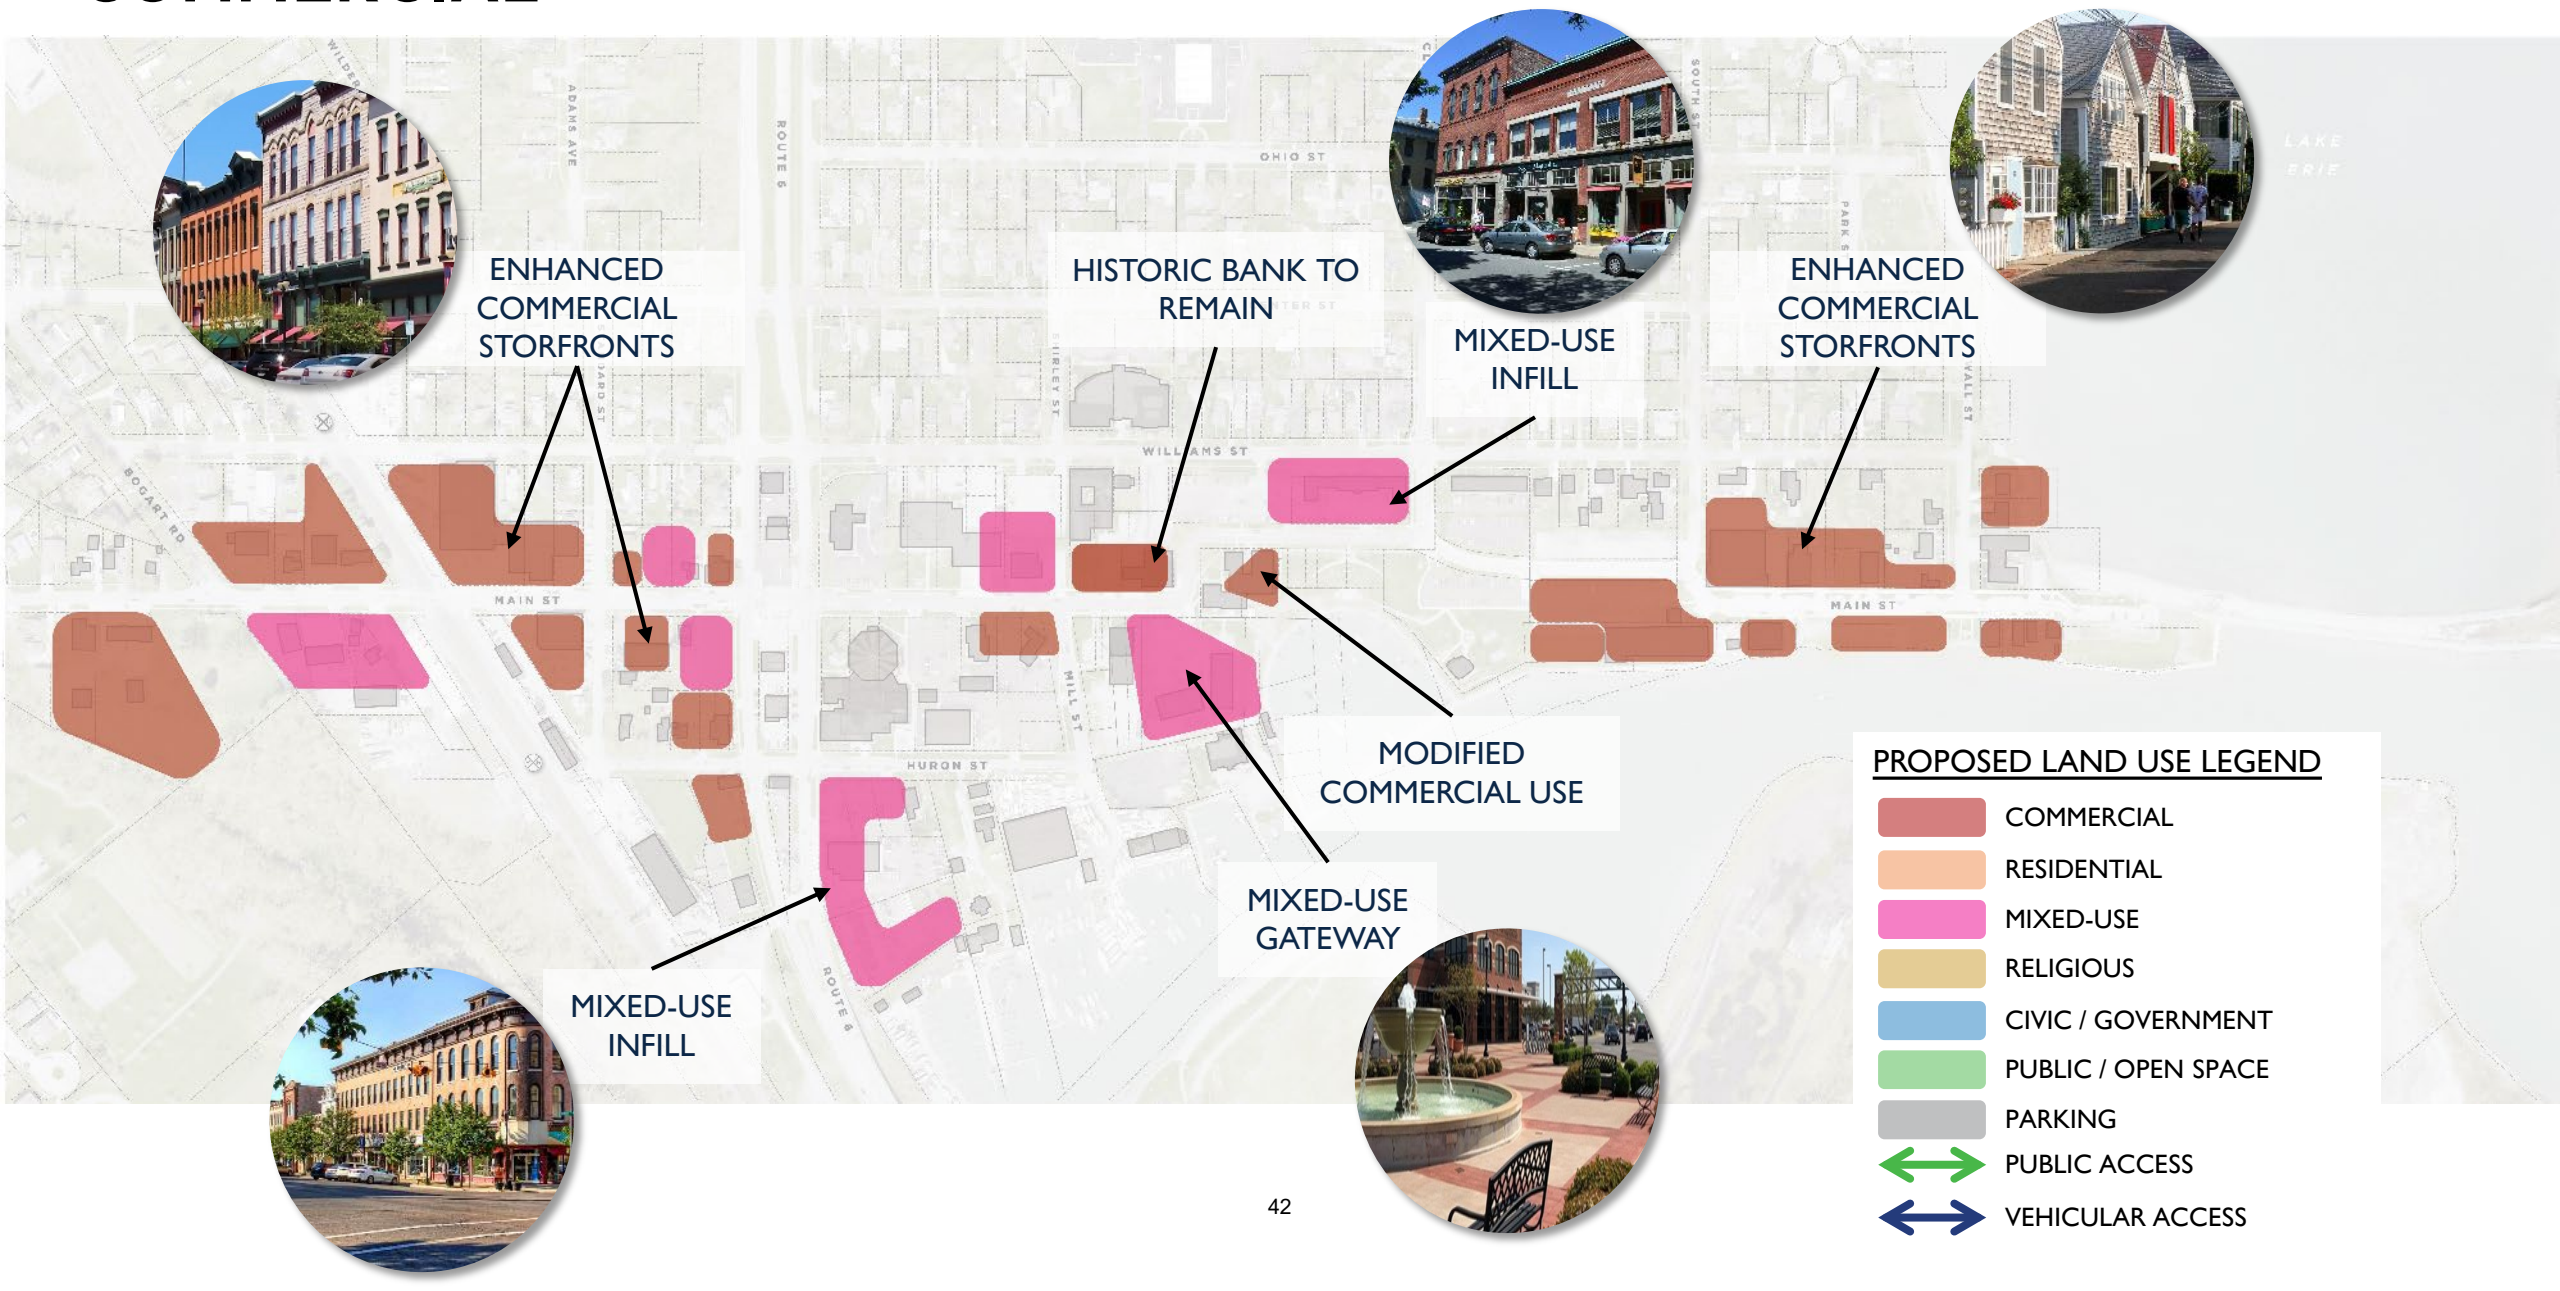 ADAMS AVE
ROUTE 6
OHIO ST
SOUTH ST
LAKE
ERIE
ENHANCED
COMMERCIAL
STORFRONTS
HISTORIC BANK TO
REMAIN
MIXED-USE
INFILL
ENHANCED
COMMERCIAL
STORFRONTS
WILLIAMS ST
BOGART RD
MAIN ST
MAIN ST
MILL ST
HURON ST
MODIFIED
COMMERCIAL USE
MIXED-USE
GATEWAY
MIXED-USE
INFILL
ROUTE 6
PROPOSED LAND USE LEGEND
COMMERCIAL
RESIDENTIAL
MIXED-USE
RELIGIOUS
CIVIC / GOVERNMENT
PUBLIC / OPEN SPACE
PARKING
PUBLIC ACCESS
VEHICULAR ACCESS
42